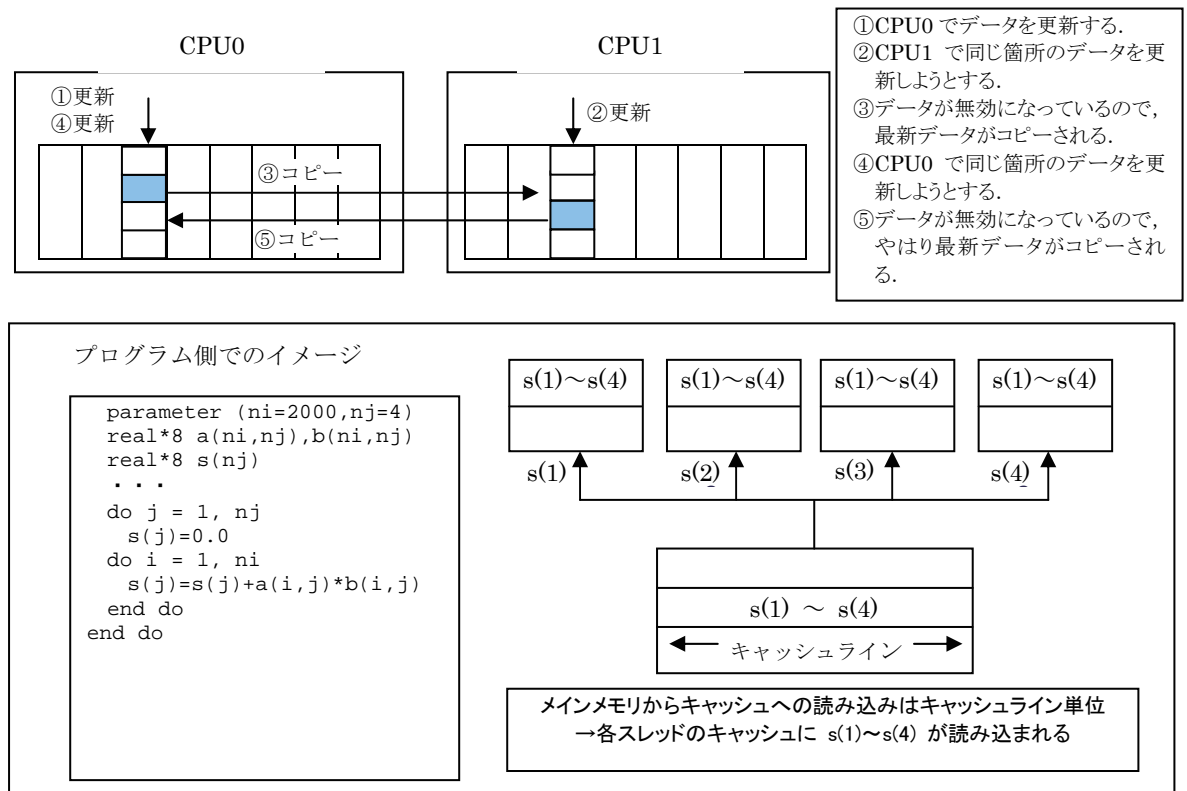 CPU0
CPU1
①更新
④更新
②更新
③コピー
⑤コピー
①CPU0 でデータを更新する.
②CPU1 で同じ箇所のデータを更
新しようとする.
③データが無効になっているので,
最新データがコピーされる.
④CPU0 で同じ箇所のデータを更
新しようとする.
⑤データが無効になっているので,
やはり最新データがコピーされ
る.
プログラム側でのイメージ
parameter (ni=2000,nj=4)
real*8 a(ni,nj),b(ni,nj)
real*8 s(nj)
・・・
do j = 1, nj
s(j)=0.0
do i = 1, ni
s(j)=s(j)+a(i,j)*b(i,j)
end do
end do
s(1)～s(4)
s(1)～s(4)
s(1)～s(4)
s(1)～s(4)
s(1)
s(2)
s(3)
s(4)
s(1) ～ s(4)
キャッシュライン
メインメモリからキャッシュへの読み込みはキャッシュライン単位
→各スレッドのキャッシュに s(1)～s(4) が読み込まれる